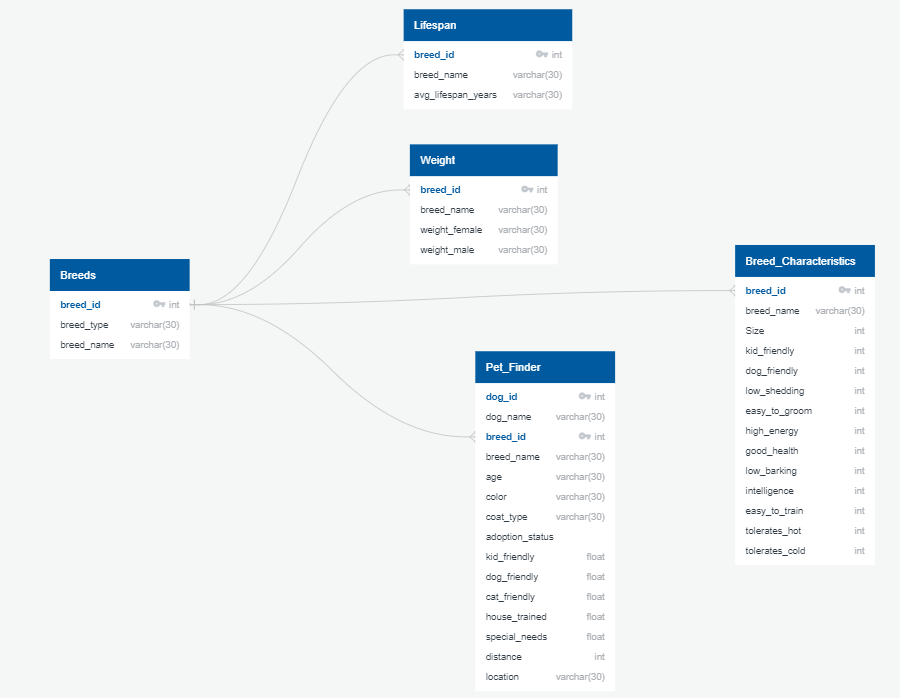 Lifespan
breed_id int
breed_name varchar(30)
avg_lifespan_years varchar(30)
Weight
breed_id int
breed_name varchar(30)
weight_female varchar(30)
weight_male varchar(30)
Breeds
breed_id int
breed_type varchar(30)
breed_name varchar(30)
Breed_Characteristics
breed_id int
breed_name varchar(30)
Size int
kid_friendly int
dog_friendly int
low_shedding int
easy_to_groom int
high_energy int
good_health int
low_barking int
intelligence int
easy_to_train int
tolerates_hot int
tolerates_cold int
Pet_Finder
dog_id int
dog_name varchar(30)
breed_id int
breed_name varchar(30)
age varchar(30)
color varchar(30)
coat_type varchar(30)
adoption_status
kid_friendly float
dog_friendly float
cat_friendly float
house_trained float
special_needs float
distance int
location varchar(30)